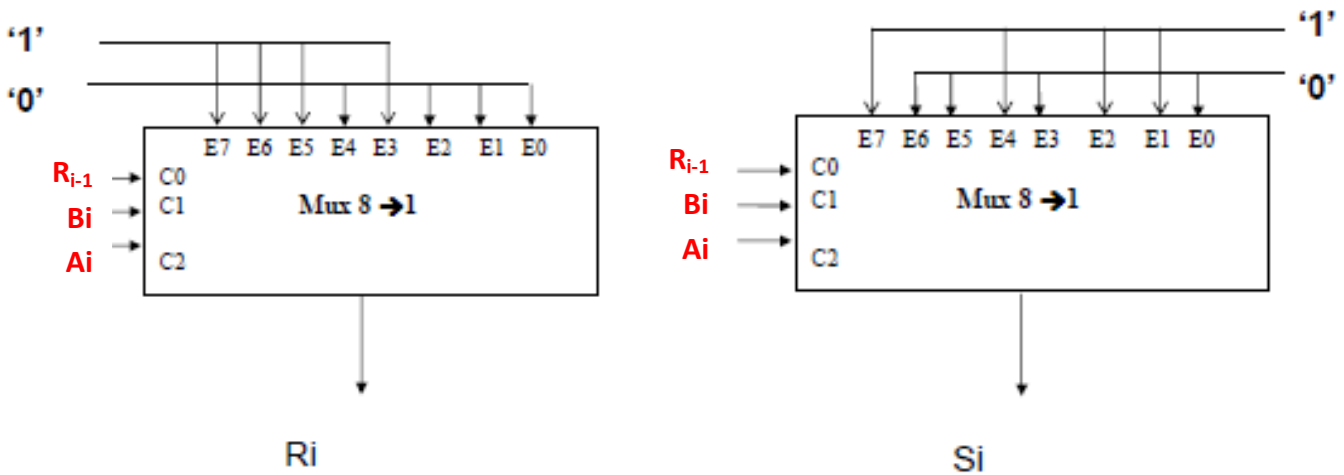 ‘1’
‘0’
E7 E6 E5 E4 E3 E2 E1 E0
Ri-1
C0
Bi
C1
Mux 8 ➔1
Ai
C2
Ri
‘1’
‘0’
E7 E6 E5 E4 E3 E2 E1 E0
Ri-1
C0
Bi
C1
Mux 8 ➔1
Ai
C2
Si